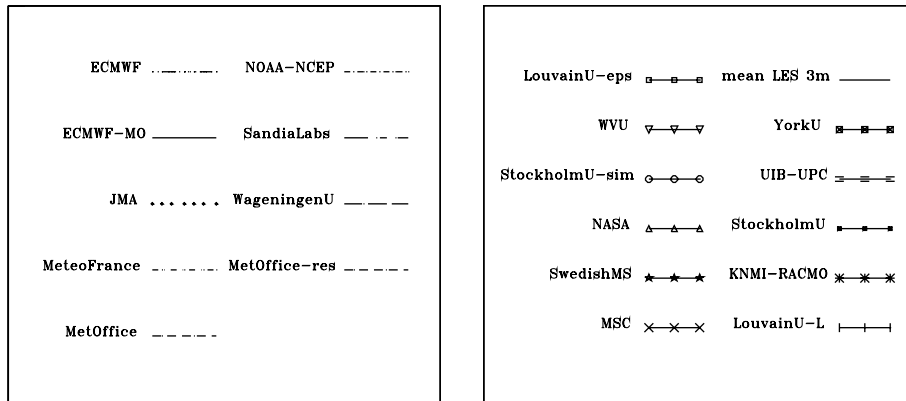 ECMWF NOAA-NCEP
ECMWF-MO SandiaLabs
JMA WageningenU
MeteoFrance MetOffice-res
MetOffice
LouvainU-eps mean LES 3m
WVU YorkU
StockholmU-sim UIB-UPC
NASA StockholmU
SwedishMS KNMI-RACMO
MSC LouvainU-L